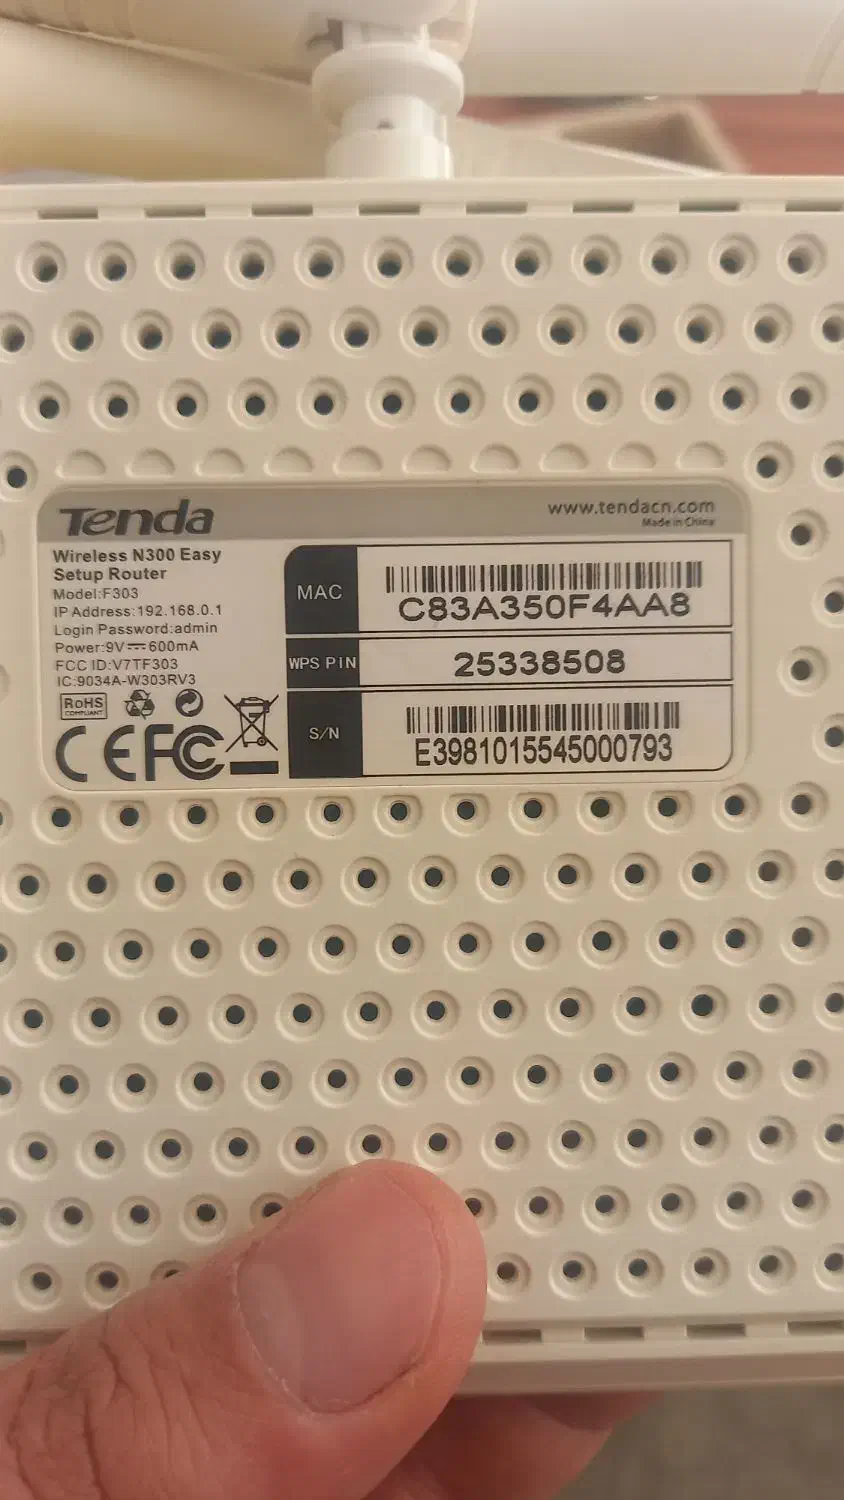 Tenda
www.tendacn.com
Made in China
Wireless N300 Easy
Setup Router
Model:F303
IP Address:192.168.0.1
Login Password:admin
Power:9V⎓600mA
FCC ID:V7TF303
IC:9034A-W303RV3
RoHS
COMPLIANT
CE FC
MAC
C83A350F4AA8
WPS PIN
25338508
S/N
E3981015545000793